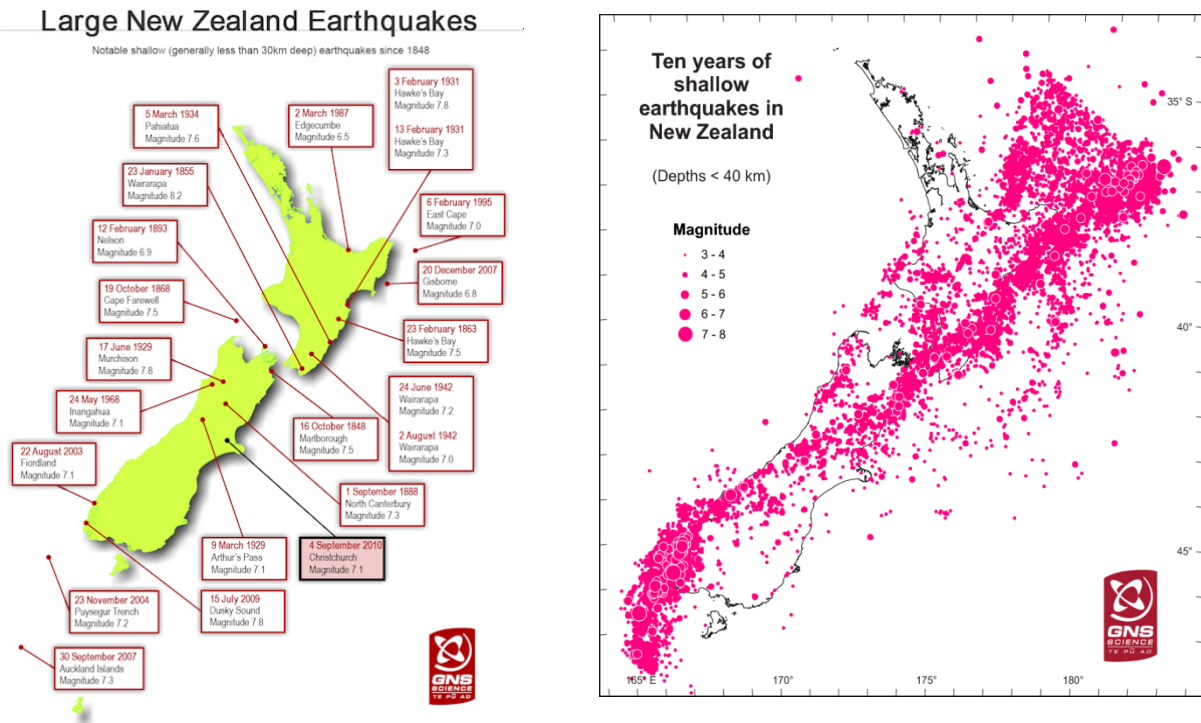 Large New Zealand Earthquakes
Notable shallow (generally less than 30km deep) earthquakes since 1848
3 February 1931
Hawke's Bay
Magnitude 7.8
13 February 1931
Hawke's Bay
Magnitude 7.3
5 March 1934
Pahiatua
Magnitude 7.6
2 March 1987
Edgecumbe
Magnitude 6.5
23 January 1855
Wairarapa
Magnitude 8.2
6 February 1995
East Cape
Magnitude 7.0
12 February 1893
Nelson
Magnitude 6.9
20 December 2007
Gisborne
Magnitude 6.8
19 October 1868
Cape Farewell
Magnitude 7.5
23 February 1863
Hawke's Bay
Magnitude 7.5
17 June 1929
Murchison
Magnitude 7.8
24 June 1942
Wairarapa
Magnitude 7.2
2 August 1942
Wairarapa
Magnitude 7.0
24 May 1968
Inangahua
Magnitude 7.1
16 October 1848
Marlborough
Magnitude 7.5
22 August 2003
Fiordland
Magnitude 7.1
1 September 1888
North Canterbury
Magnitude 7.3
9 March 1929
Arthur's Pass
Magnitude 7.1
4 September 2010
Christchurch
Magnitude 7.1
23 November 2004
Puysegur Trench
Magnitude 7.2
15 July 2009
Dusky Sound
Magnitude 7.8
30 September 2007
Auckland Islands
Magnitude 7.3
GNS
SCIENCE
TE PŪ AO
Ten years of
shallow
earthquakes in
New Zealand
(Depths < 40 km)
Magnitude
3 - 4
4 - 5
5 - 6
6 - 7
7 - 8
35° S
40°
45°
165° E
170°
175°
180°
GNS
SCIENCE
TE PŪ AO